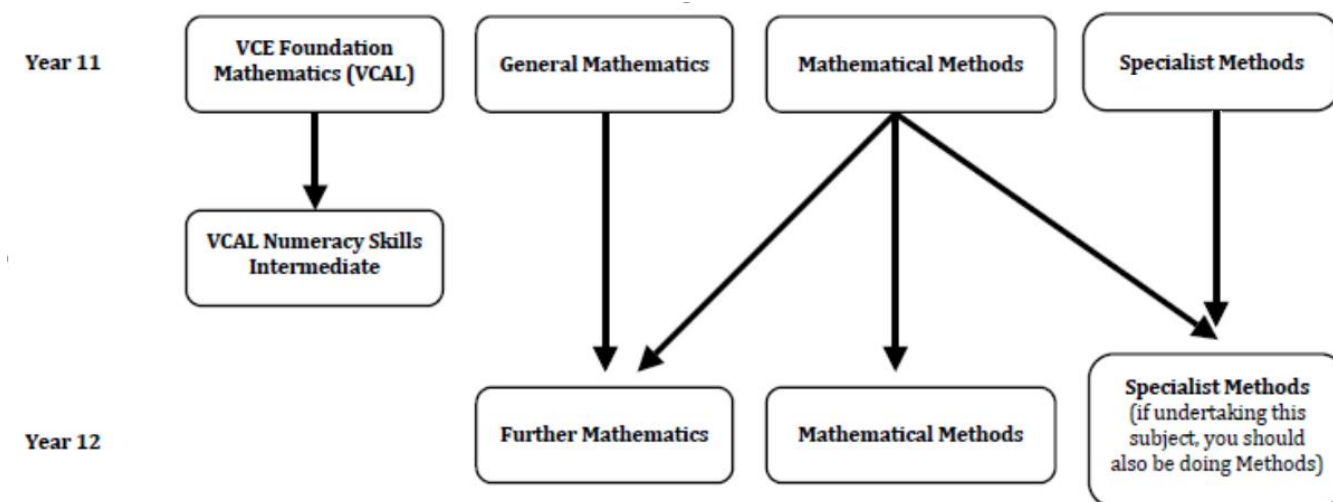 Year 11
VCE Foundation
Mathematics (VCAL)
General Mathematics
Mathematical Methods
Specialist Methods
VCAL Numeracy Skills
Intermediate
Year 12
Further Mathematics
Mathematical Methods
Specialist Methods
(if undertaking this
subject, you should
also be doing Methods)